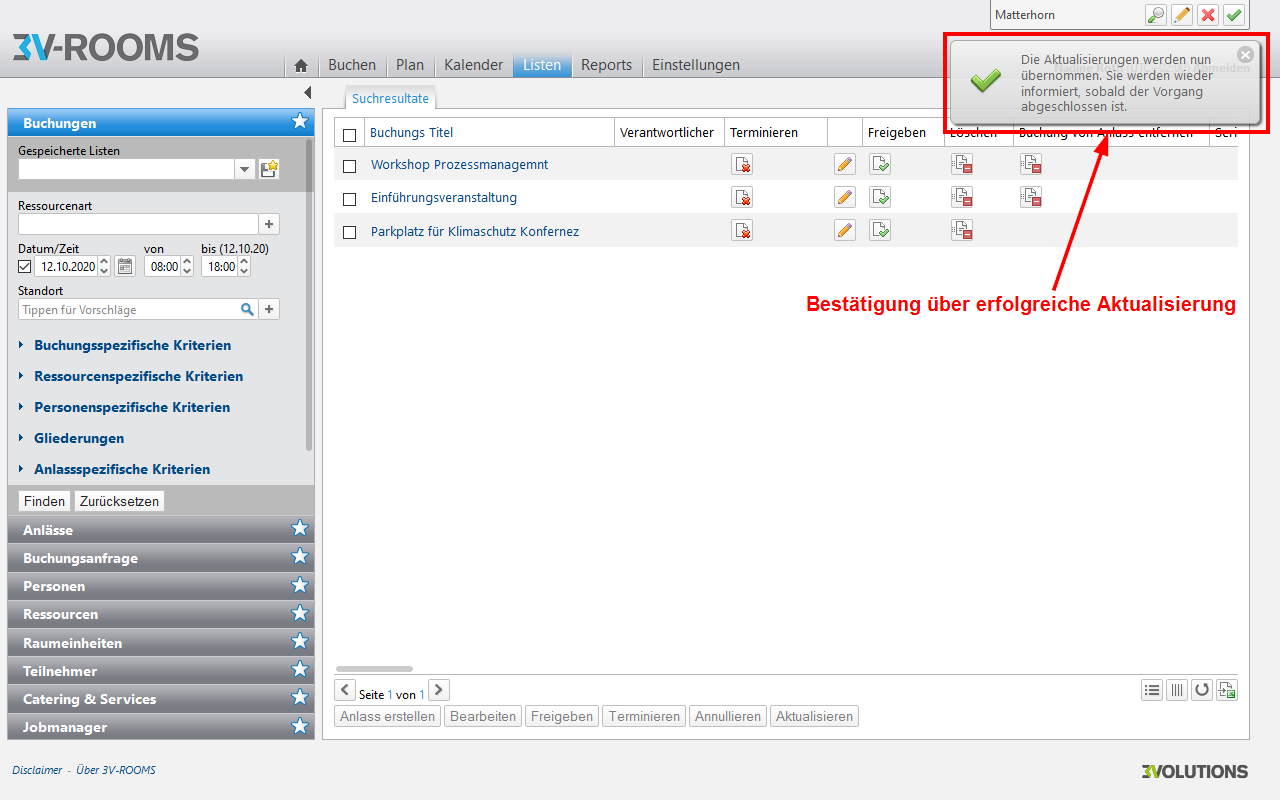 Matterhorn
3V-ROOMS
Buchen
Plan
Kalender
Listen
Reports
Einstellungen
Abmelden
Die Aktualisierungen werden nun
übernommen. Sie werden wieder
informiert, sobald der Vorgang
abgeschlossen ist.
Suchresultate
Buchungen
Gespeicherte Listen
Ressourcenart
Datum/Zeit von bis (12.10.20)
12.10.2020 08:00 18:00
Standort
Tippen für Vorschläge
Buchungsspezifische Kriterien
Ressourcenspezifische Kriterien
Personenspezifische Kriterien
Gliederungen
Anlassspezifische Kriterien
Finden Zurücksetzen
Anlässe
Buchungsanfrage
Personen
Ressourcen
Raumeinheiten
Teilnehmer
Catering & Services
Jobmanager
Buchungs Titel Verantwortlicher Terminieren Freigeben Löschen Buchung von Anlass entfernen Seri
Workshop Prozessmanagemnt
Einführungsveranstaltung
Parkplatz für Klimaschutz Konfernez
Bestätigung über erfolgreiche Aktualisierung
Seite 1 von 1
Anlass erstellen Bearbeiten Freigeben Terminieren Annullieren Aktualisieren
Disclaimer - Über 3V-ROOMS
3VOLUTIONS